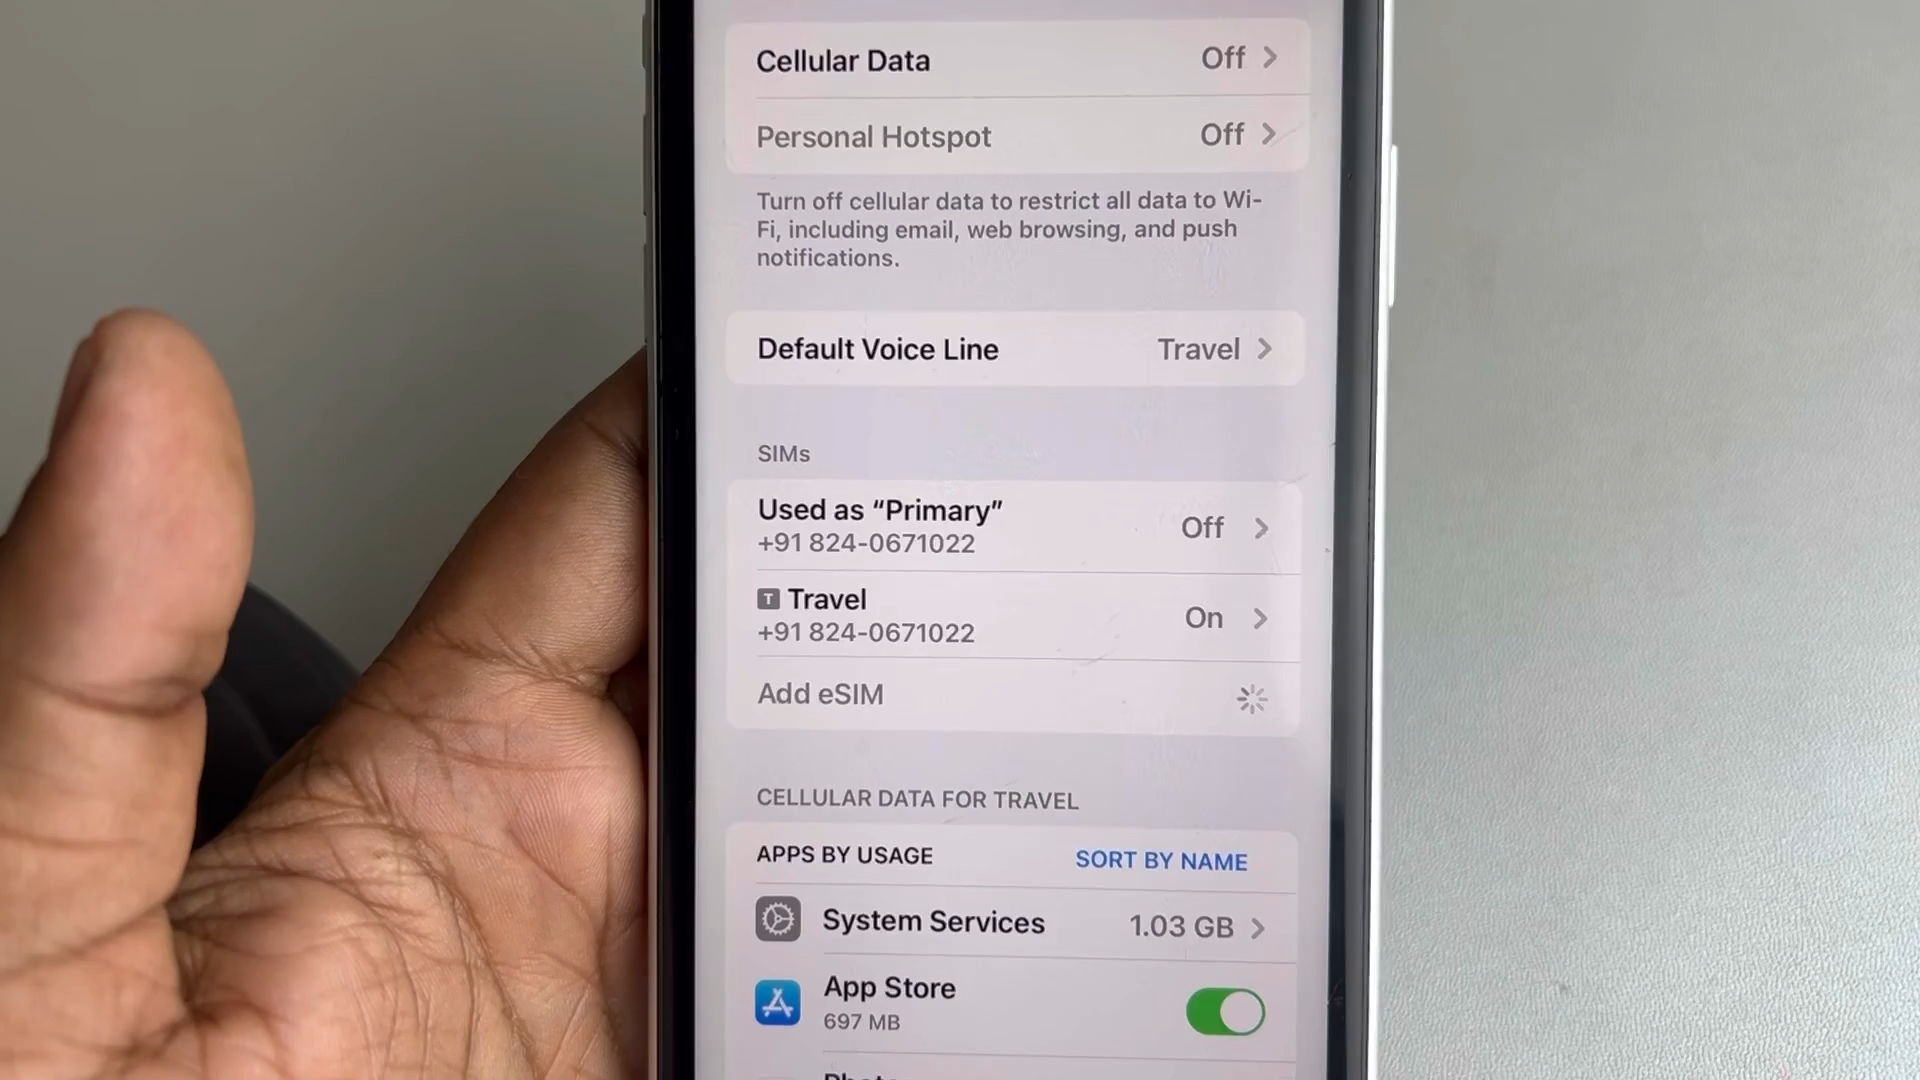 Cellular Data Off
Personal Hotspot Off
Turn off cellular data to restrict all data to Wi-
Fi, including email, web browsing, and push
notifications.
Default Voice Line Travel
SIMs
Used as “Primary” Off
+91 824-0671022
T Travel On
+91 824-0671022
Add eSIM
CELLULAR DATA FOR TRAVEL
APPS BY USAGE SORT BY NAME
System Services 1.03 GB
App Store
697 MB